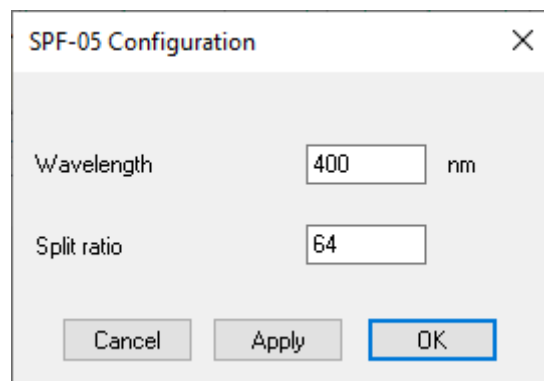 SPF-05 Configuration
Wavelength 400 nm
Split ratio 64
Cancel Apply OK